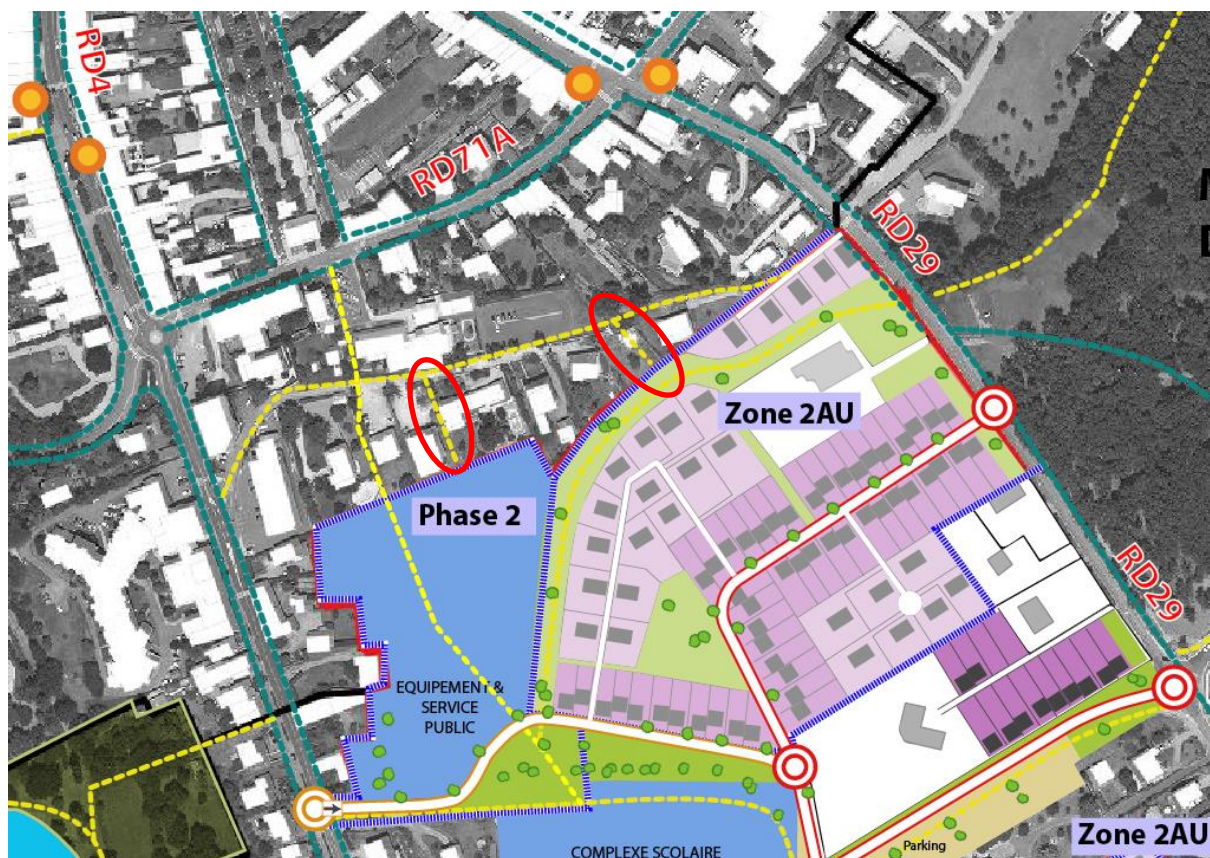 RD4
RD71A
RD29
Zone 2AU
Phase 2
RD29
EQUIPEMENT &
SERVICE
PUBLIC
COMPLEXE SCOLAIRE
Parking
Zone 2AU